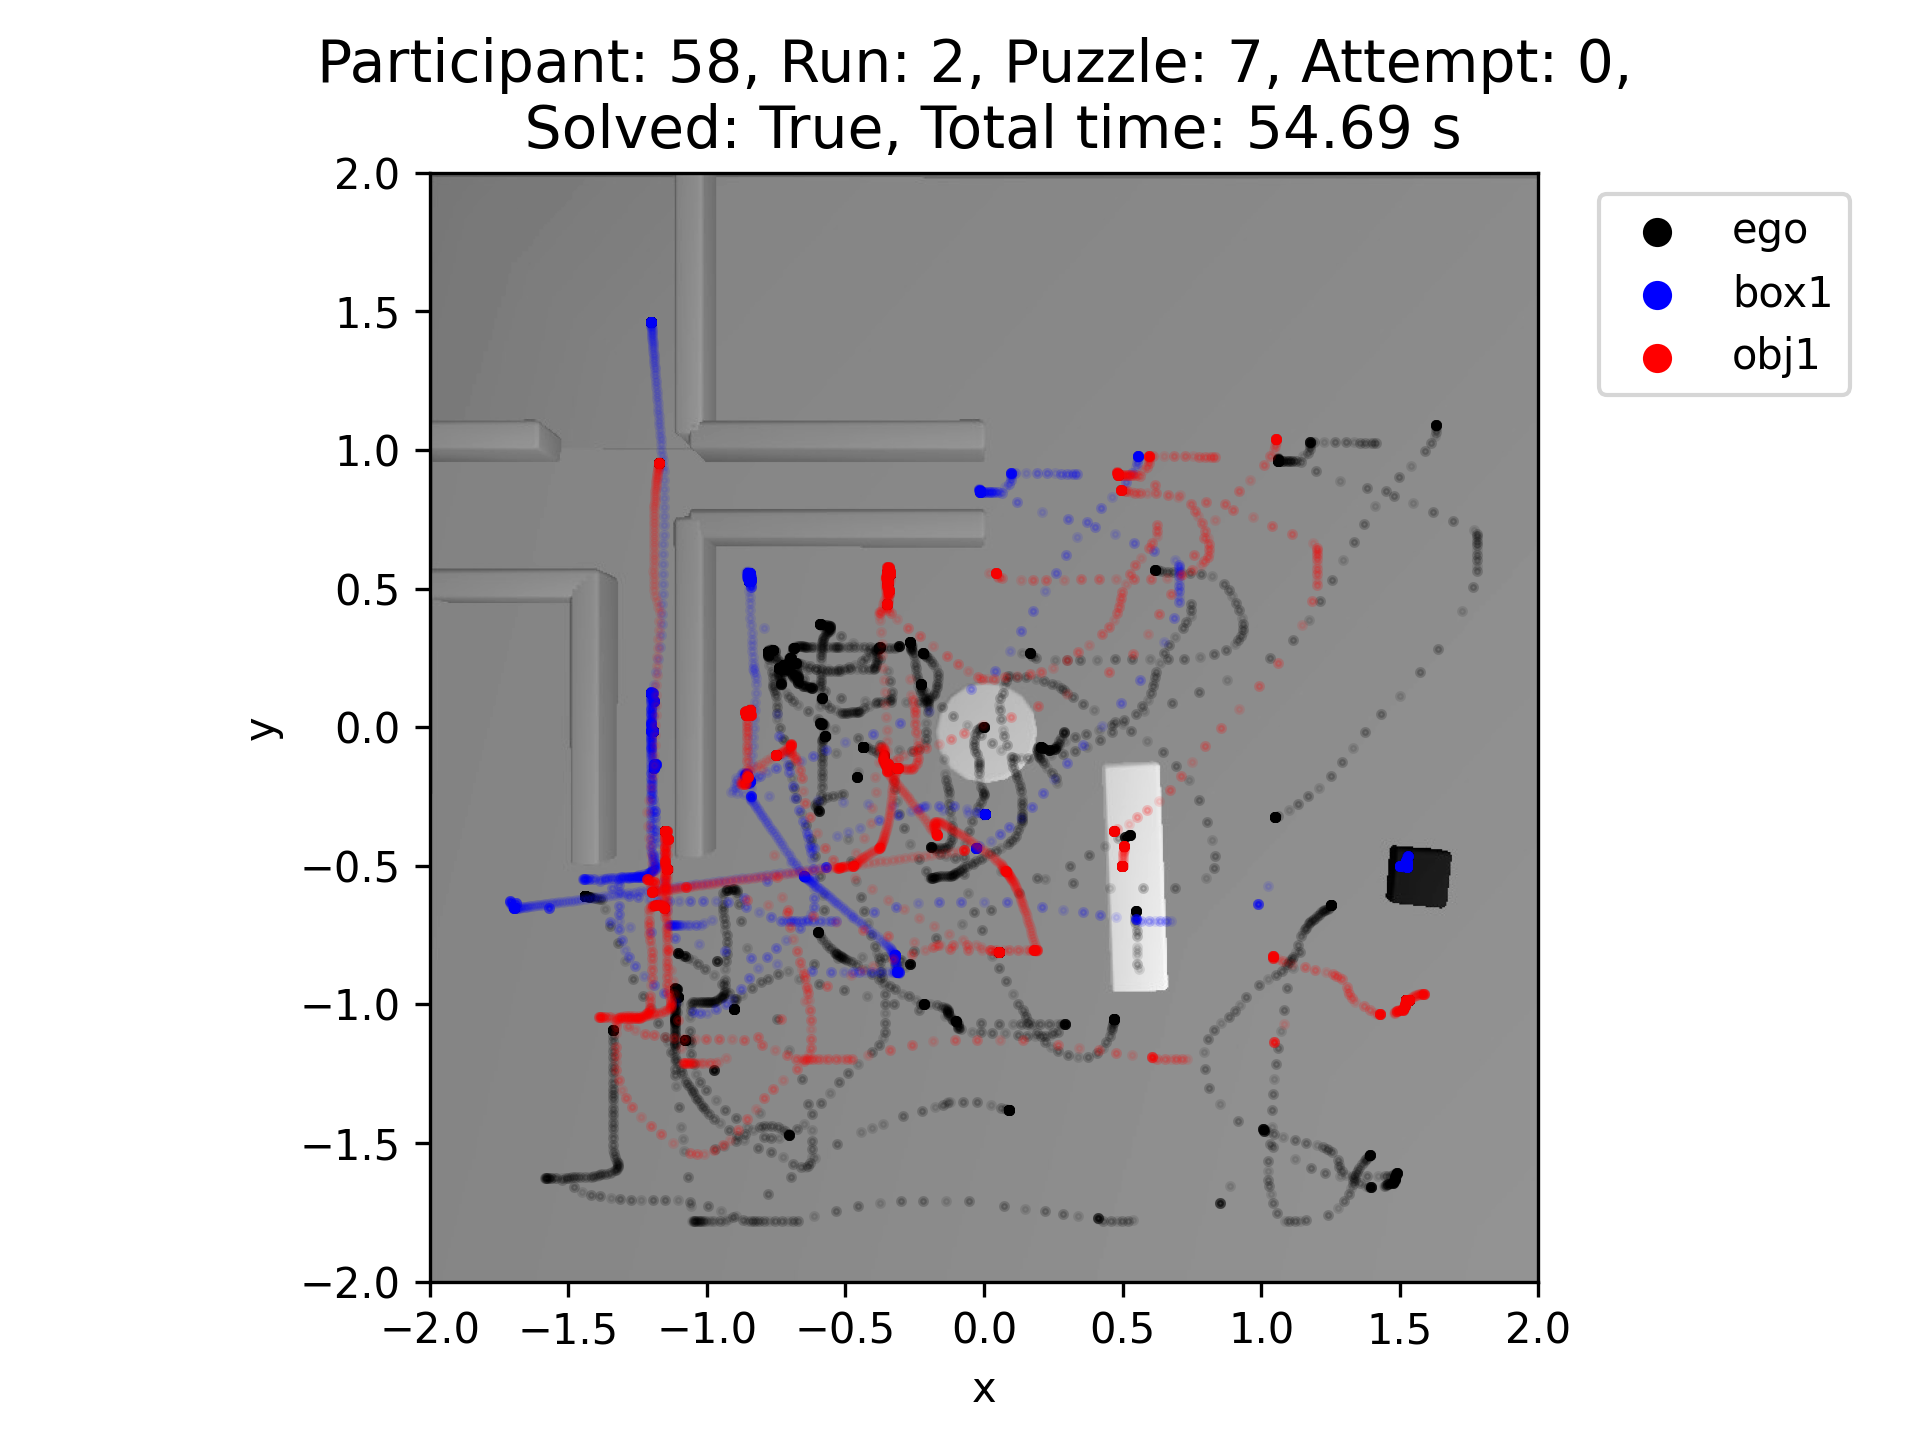 Participant: 58, Run: 2, Puzzle: 7, Attempt: 0,
Solved: True, Total time: 54.69 s
2.0
1.5
1.0
0.5
0.0
−0.5
−1.0
−1.5
−2.0
y
−2.0 −1.5 −1.0 −0.5 0.0 0.5 1.0 1.5 2.0
x
ego
box1
obj1